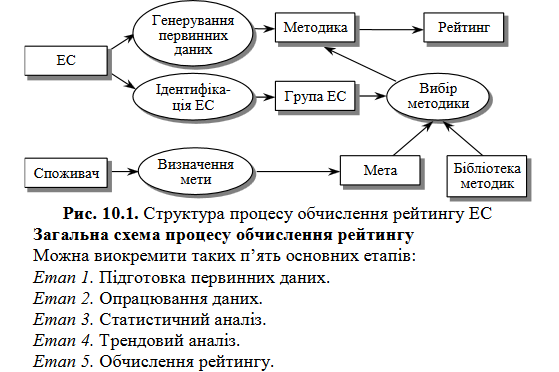 Генерування
первинних
даних
Методика
Рейтинг
ЕС
Ідентифіка-
ція ЕС
Група ЕС
Вибір
методики
Споживач
Визначення
мети
Мета
Бібліотека
методик
Рис. 10.1. Структура процесу обчислення рейтингу ЕС
Загальна схема процесу обчислення рейтингу
Можна виокремити таких п’ять основних етапів:
Етап 1. Підготовка первинних даних.
Етап 2. Опрацювання даних.
Етап 3. Статистичний аналіз.
Етап 4. Трендовий аналіз.
Етап 5. Обчислення рейтингу.